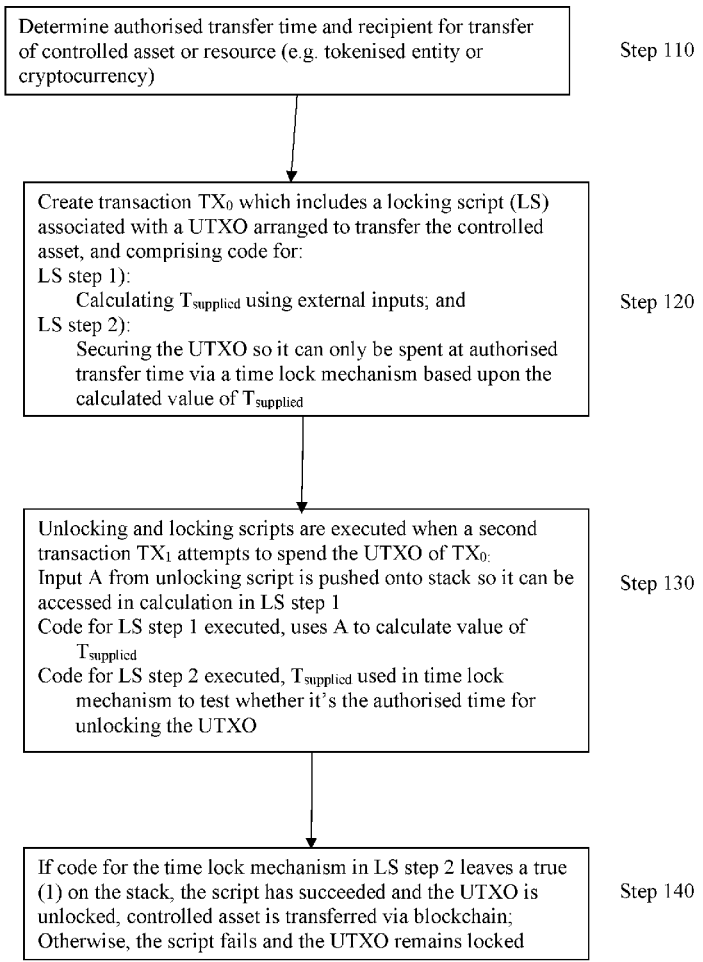 Determine authorised transfer time and recipient for transfer
of controlled asset or resource (e.g. tokenised entity or
cryptocurrency)
Step 110
Create transaction TX₀ which includes a locking script (LS)
associated with a UTXO arranged to transfer the controlled
asset, and comprising code for:
LS step 1):
Calculating Tsupplied using external inputs; and
LS step 2):
Securing the UTXO so it can only be spent at authorised
transfer time via a time lock mechanism based upon the
calculated value of Tsupplied
Step 120
Unlocking and locking scripts are executed when a second
transaction TX₁ attempts to spend the UTXO of TX₀:
Input A from unlocking script is pushed onto stack so it can be
accessed in calculation in LS step 1
Code for LS step 1 executed, uses A to calculate value of
Tsupplied
Code for LS step 2 executed, Tsupplied used in time lock
mechanism to test whether it's the authorised time for
unlocking the UTXO
Step 130
If code for the time lock mechanism in LS step 2 leaves a true
(1) on the stack, the script has succeeded and the UTXO is
unlocked, controlled asset is transferred via blockchain;
Otherwise, the script fails and the UTXO remains locked
Step 140